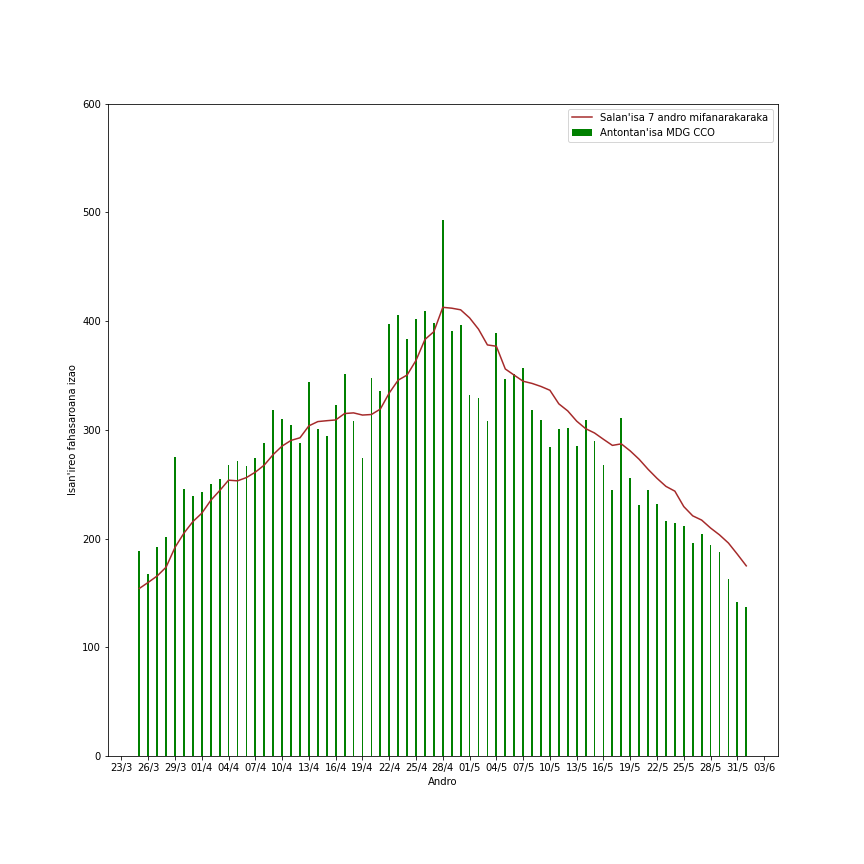 Salan'isa 7 andro mifanarakaraka
Antontan'isa MDG CCO
600
500
400
300
200
100
0
Isan'ireo fahasaroana izao
23/3 26/3 29/3 01/4 04/4 07/4 10/4 13/4 16/4 19/4 22/4 25/4 28/4 01/5 04/5 07/5 10/5 13/5 16/5 19/5 22/5 25/5 28/5 31/5 03/6
Andro